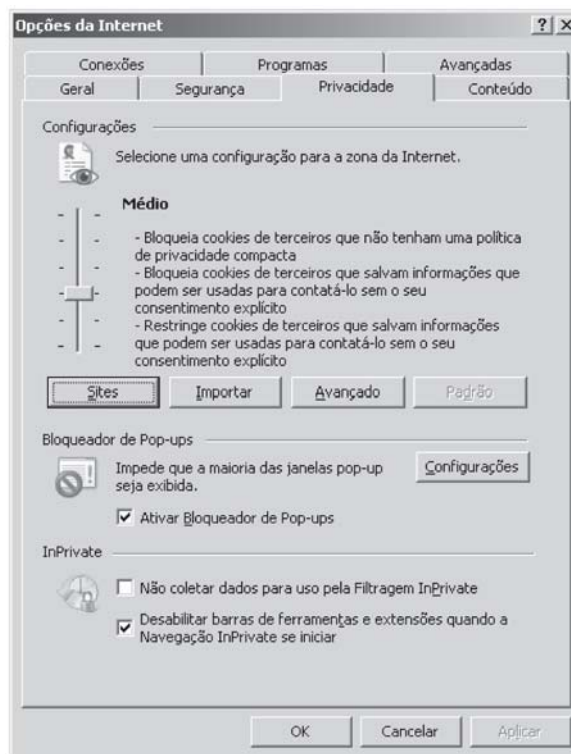 Opções da Internet
Conexões Programas Avançadas
Geral Segurança Privacidade Conteúdo
Configurações
Selecione uma configuração para a zona da Internet.
Médio
- Bloqueia cookies de terceiros que não tenham uma política
de privacidade compacta
- Bloqueia cookies de terceiros que salvam informações que
podem ser usadas para contatá-lo sem o seu
consentimento explícito
- Restringe cookies de terceiros que salvam informações
que podem ser usadas para contatá-lo sem o seu
consentimento explícito
Sites Importar Avançado Padrão
Bloqueador de Pop-ups
Impede que a maioria das janelas pop-up
seja exibida.
Configurações
Ativar Bloqueador de Pop-ups
InPrivate
Não coletar dados para uso pela Filtragem InPrivate
Desabilitar barras de ferramentas e extensões quando a
Navegação InPrivate se iniciar
OK Cancelar Aplicar